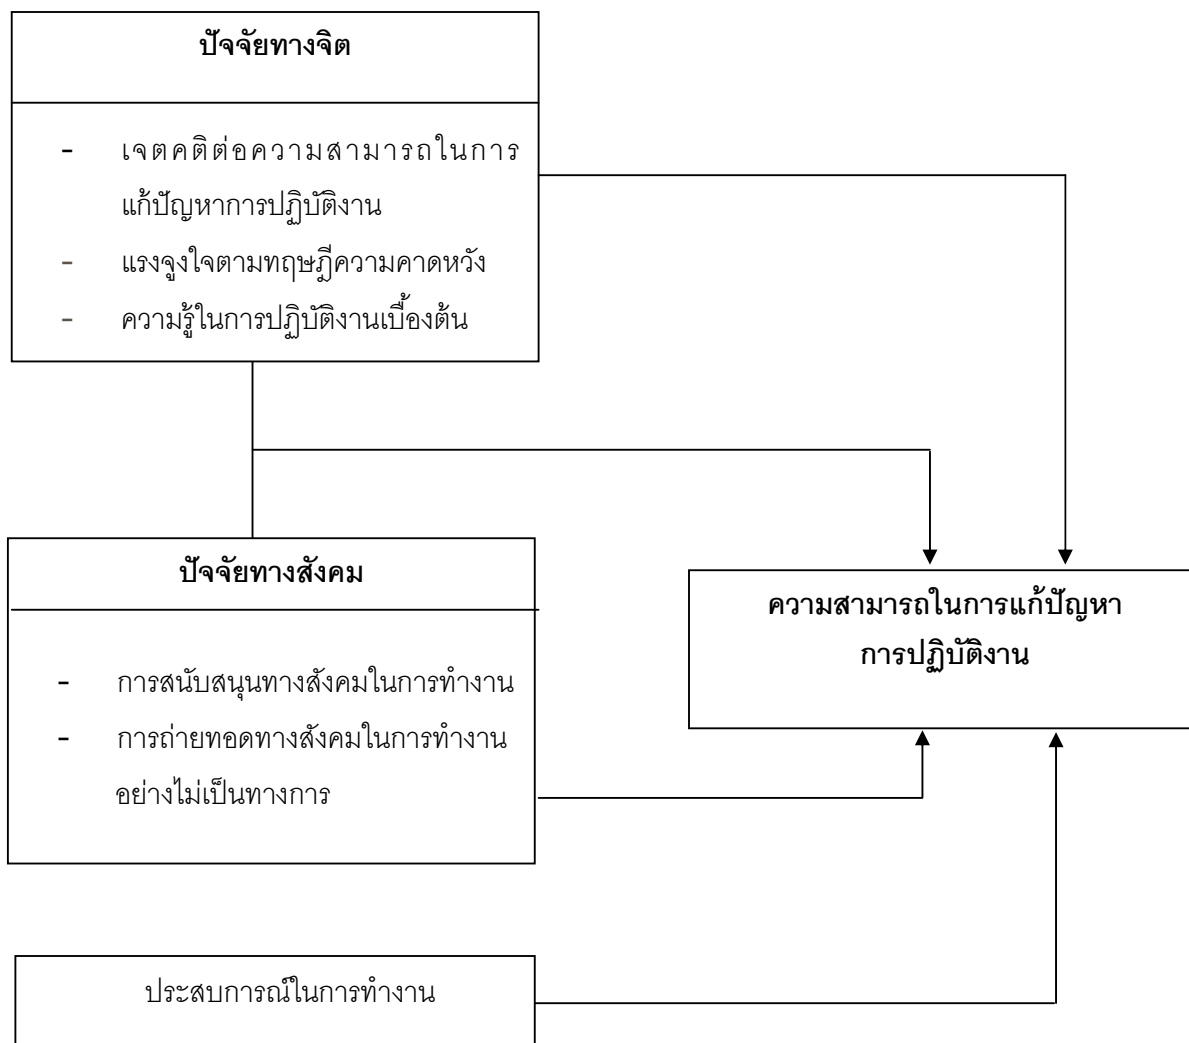 ปัจจัยทางจิต
- เจตคติต่อความสามารถในการ
แก้ปัญหาการปฏิบัติงาน
- แรงจูงใจตามทฤษฎีความคาดหวัง
- ความรู้ในการปฏิบัติงานเบื้องต้น
ปัจจัยทางสังคม
- การสนับสนุนทางสังคมในการทำงาน
- การถ่ายทอดทางสังคมในการทำงาน
อย่างไม่เป็นทางการ
ความสามารถในการแก้ปัญหา
การปฏิบัติงาน
ประสบการณ์ในการทำงาน